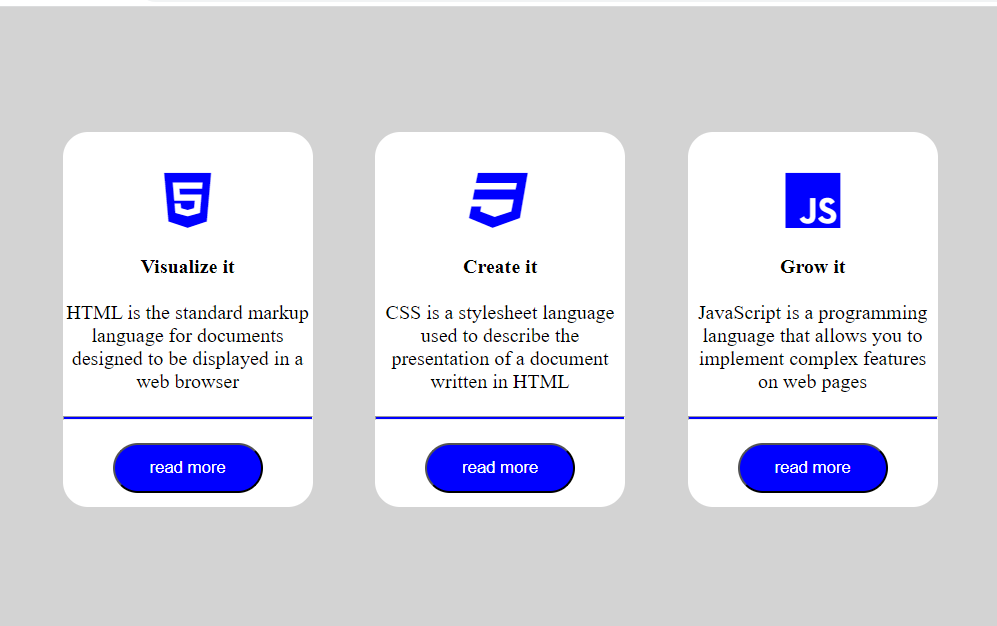 5
JS
Visualize it
Create it
Grow it
HTML is the standard markup
language for documents
designed to be displayed in a
web browser
CSS is a stylesheet language
used to describe the
presentation of a document
written in HTML
JavaScript is a programming
language that allows you to
implement complex features
on web pages
read more
read more
read more